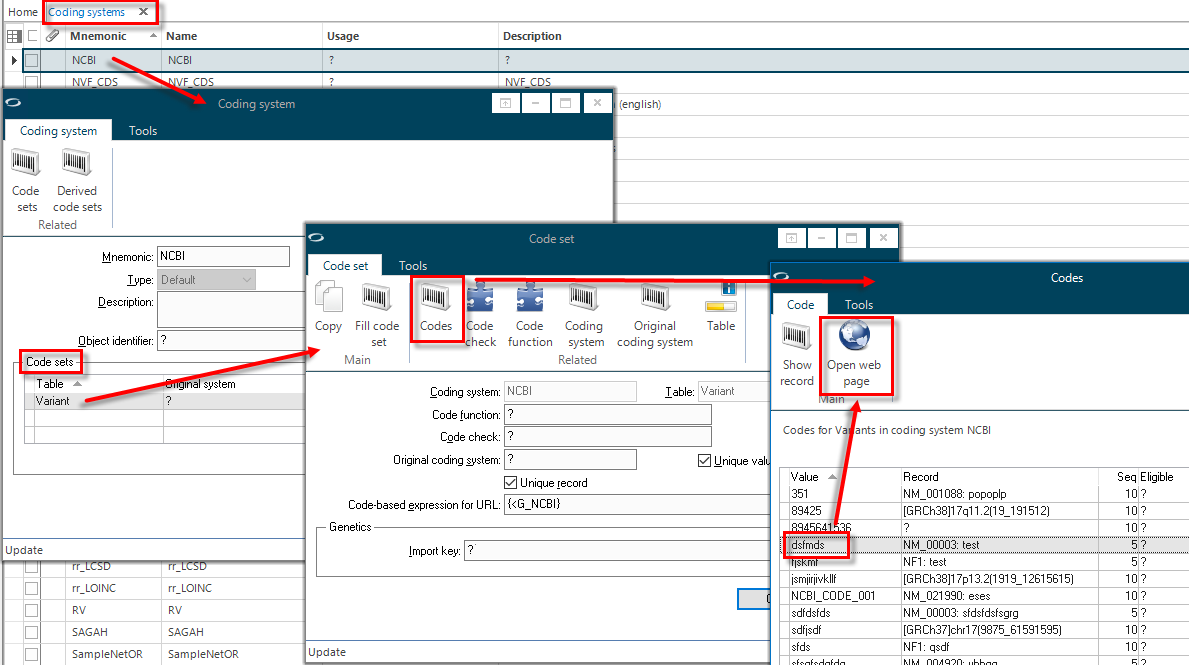 Home Coding systems
Mnemonic Name Usage Description
NCBI NCBI ? ?
NVF_CDS NVF_CDS ? NVF_CDS
(english)
Coding system
Coding system Tools
Code sets
Derived code sets
Related
Mnemonic: NCBI
Type: Default
Description:
Object identifier: ?
Code sets
Table Original system
Variant ?
Update
rr_LCSD rr_LCSD
rr_LOINC rr_LOINC
RV RV
SAGAH SAGAH
SampleNetOR SampleNetOR
Code set
Code set Tools
Copy
Fill code set
Codes
Code check
Code function
Coding system
Original coding system
Table
Main Related
Coding system: NCBI Table: Variant
Code function: ?
Code check: ?
Original coding system: ? Unique valu
Unique record
Code-based expression for URL: {<G_NCBI}
Genetics
Import key: ?
Update
Codes
Code Tools
Show record
Open web page
Main
Codes for Variants in coding system NCBI
Value Record Seq Eligible
351 NM_001088: popoplp 10 ?
89425 [GRCh38]17q11.2(19_191512) 10 ?
8945641536 ? 10 ?
dsfmds NM_00003: test 5 ?
fjskmf NF1: test 5 ?
jsmjirjivkllf [GRCh38]17p13.2(1919_12615615) 10 ?
NCBI_CODE_001 NM_021990: eses 10 ?
sdfdsfds NM_00003: sfdsfdsfsgrg 5 ?
sdfjsdf [GRCh37]chr17(9875_61591595) 10 ?
sfds NF1: qsdf 10 ?
NM_004920: ubbgg 10 ?